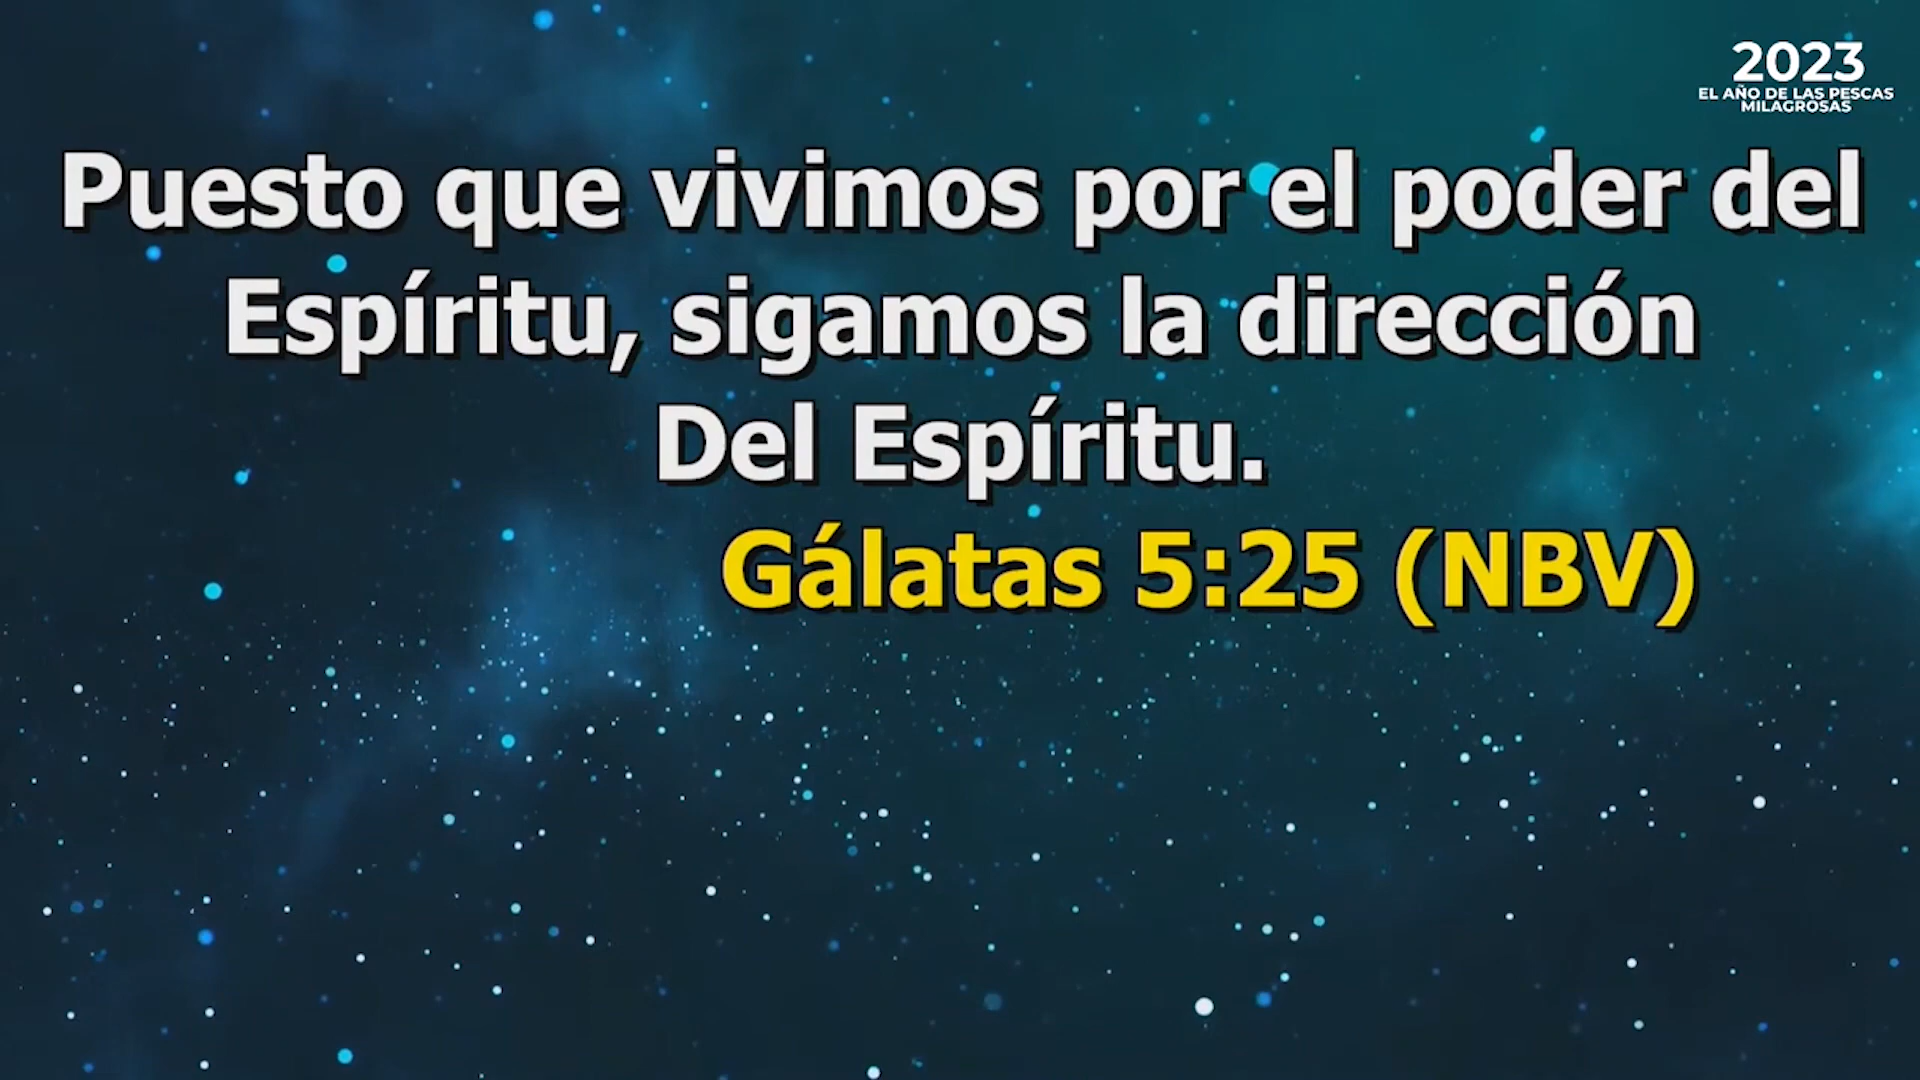 2023
EL AÑO DE LAS PESCAS
MILAGROSAS
Puesto que vivimos por el poder del
Espíritu, sigamos la dirección
Del Espíritu.
Gálatas 5:25 (NBV)